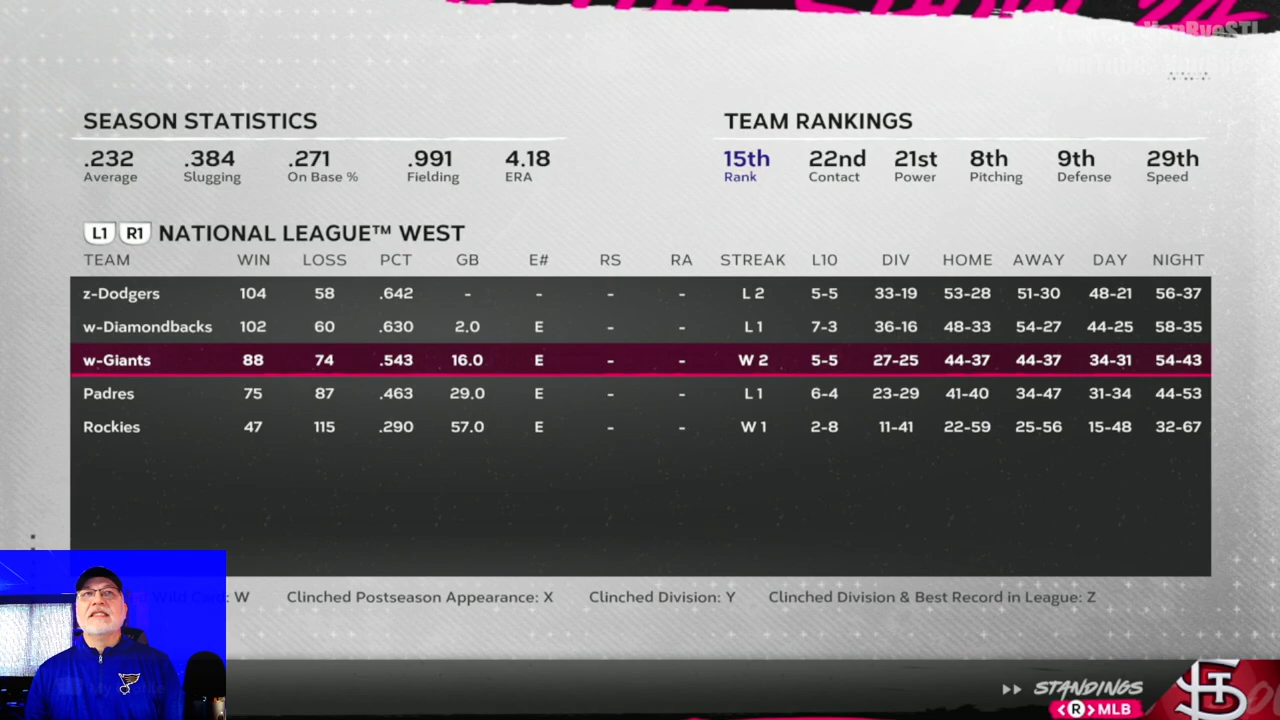 SEASON STATISTICS
.232 .384 .271 .991 4.18
Average Slugging On Base % Fielding ERA
TEAM RANKINGS
15th 22nd 21st 8th 9th 29th
Rank Contact Power Pitching Defense Speed
L1 R1 NATIONAL LEAGUE™ WEST
TEAM WIN LOSS PCT GB E# RS RA STREAK L10 DIV HOME AWAY DAY NIGHT
z-Dodgers 104 58 .642 - - - - L 2 5-5 33-19 53-28 51-30 48-21 56-37
w-Diamondbacks 102 60 .630 2.0 E - - L 1 7-3 36-16 48-33 54-27 44-25 58-35
w-Giants 88 74 .543 16.0 E - - W 2 5-5 27-25 44-37 44-37 34-31 54-43
Padres 75 87 .463 29.0 E - - L 1 6-4 23-29 41-40 34-47 31-34 44-53
Rockies 47 115 .290 57.0 E - - W 1 2-8 11-41 22-59 25-56 15-48 32-67
Wild Card: W Clinched Postseason Appearance: X Clinched Division: Y Clinched Division & Best Record in League: Z
STANDINGS
<R> MLB
STL